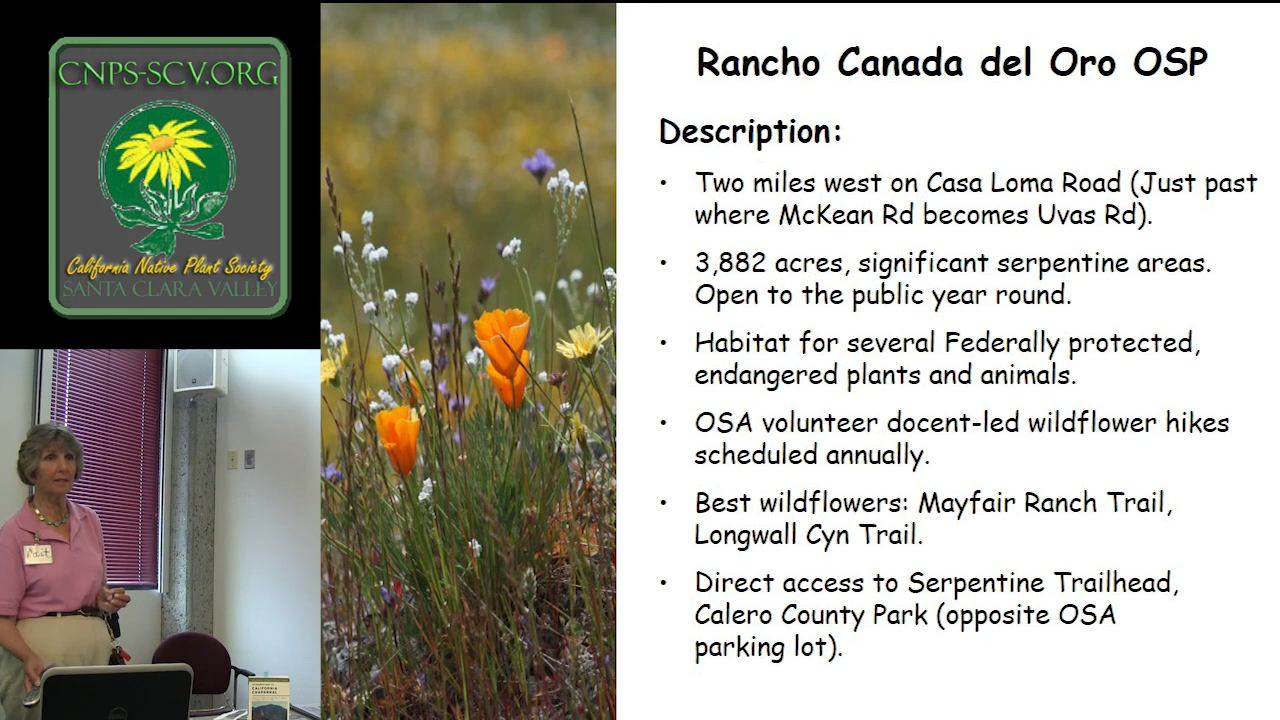 CNPS-SCV.ORG
California Native Plant Society
SANTA CLARA VALLEY
Rancho Canada del Oro OSP
Description:
• Two miles west on Casa Loma Road (Just past
where McKean Rd becomes Uvas Rd).
• 3,882 acres, significant serpentine areas.
Open to the public year round.
• Habitat for several Federally protected,
endangered plants and animals.
• OSA volunteer docent-led wildflower hikes
scheduled annually.
• Best wildflowers: Mayfair Ranch Trail,
Longwall Cyn Trail.
• Direct access to Serpentine Trailhead,
Calero County Park (opposite OSA
parking lot).
CALIFORNIA
CHAPARRAL